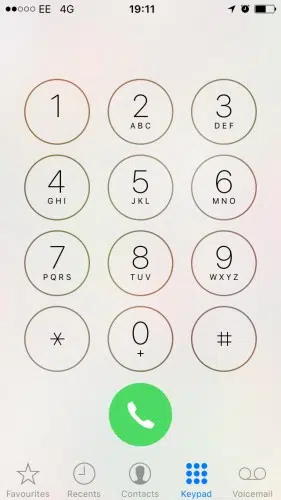 EE 4G 19:11
1 2 3
ABC DEF
4 5 6
GHI JKL MNO
7 8 9
PQRS TUV WXYZ
* 0 #
+
Favourites Recents Contacts Keypad Voicemail